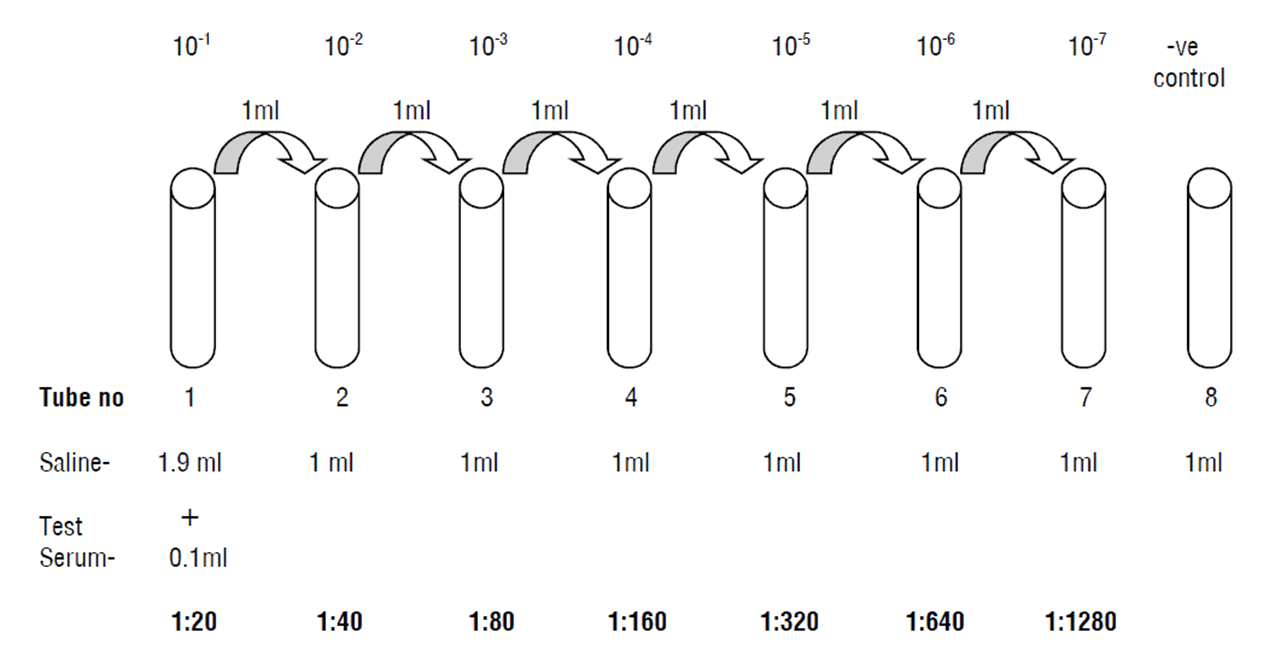 10⁻¹ 10⁻² 10⁻³ 10⁻⁴ 10⁻⁵ 10⁻⁶ 10⁻⁷ -ve
control
1ml 1ml 1ml 1ml 1ml 1ml
Tube no 1 2 3 4 5 6 7 8
Saline- 1.9 ml 1 ml 1ml 1ml 1ml 1ml 1ml 1ml
+
Test
Serum- 0.1ml
1:20 1:40 1:80 1:160 1:320 1:640 1:1280